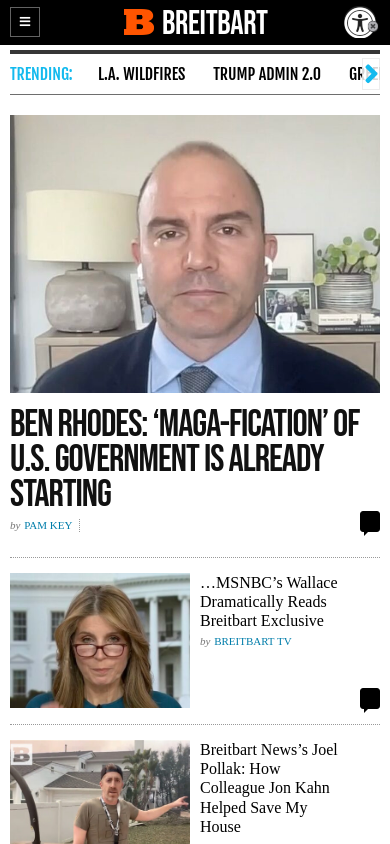 BREITBART
TRENDING: L.A. WILDFIRES TRUMP ADMIN 2.0
BEN RHODES: ‘MAGA-FICATION’ OF
U.S. GOVERNMENT IS ALREADY
STARTING
by PAM KEY
…MSNBC’s Wallace
Dramatically Reads
Breitbart Exclusive
by BREITBART TV
Breitbart News’s Joel
Pollak: How
Colleague Jon Kahn
Helped Save My
House